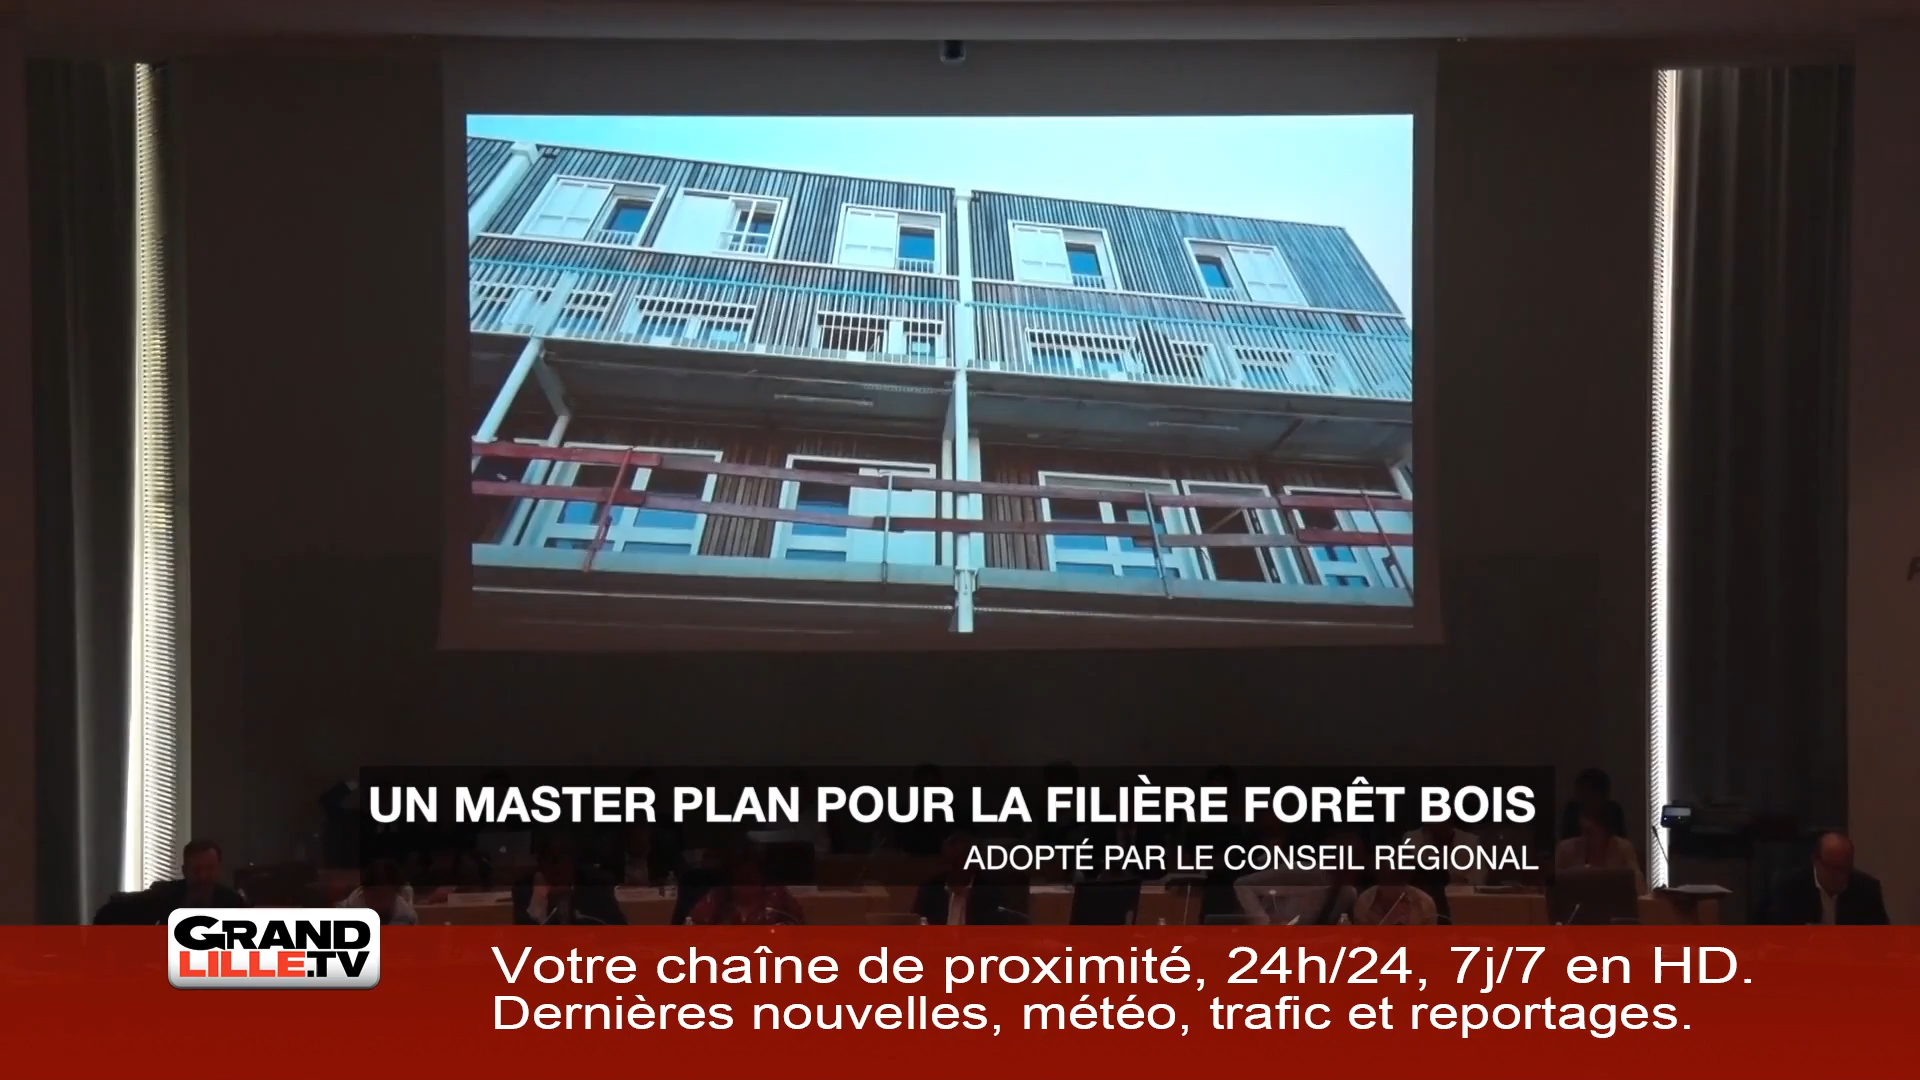 UN MASTER PLAN POUR LA FILIÈRE FORÊT BOIS
ADOPTÉ PAR LE CONSEIL RÉGIONAL
GRAND
LILLE.TV
Votre chaîne de proximité, 24h/24, 7j/7 en HD.
Dernières nouvelles, météo, trafic et reportages.